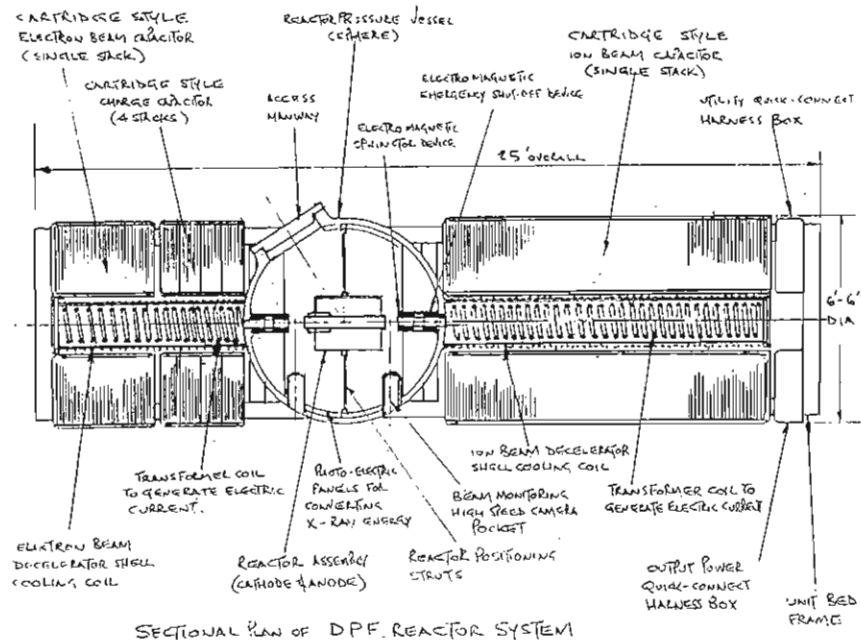 CARTRIDGE STYLE
ELECTRON BEAM CAPACITOR
(SINGLE STACK)
CARTRIDGE STYLE
CHARGE CAPACITOR
(4 STACKS)
REACTOR PRESSURE VESSEL
(SPHERE)
ACCESS
MANWAY
ELECTROMAGNETIC
SPHINCTOR DEVICE
ELECTROMAGNETIC
EMERGENCY SHUT-OFF DEVICE
CARTRIDGE STYLE
ION BEAM CAPACITOR
(SINGLE STACK)
UTILITY QUICK-CONNECT
HARNESS BOX
25' OVERALL
6'-6"
DIA
TRANSFORMER COIL
TO GENERATE ELECTRIC
CURRENT.
ELEKTRON BEAM
DECELERATOR SHELL
COOLING COIL
PHOTO-ELECTRIC
PANELS FOR
CONVERTING
X-RAY ENERGY
REACTOR ASSEMBLY
(CATHODE & ANODE)
REACTOR POSITIONING
STRUTS
BEAM MONITORING
HIGH SPEED CAMERA
POCKET
ION BEAM DECELERATOR
SHELL COOLING COIL
TRANSFORMER COIL TO
GENERATE ELECTRIC CURRENT
OUTPUT POWER
QUICK-CONNECT
HARNESS BOX
UNIT BED
FRAME
SECTIONAL PLAN OF DPF. REACTOR SYSTEM